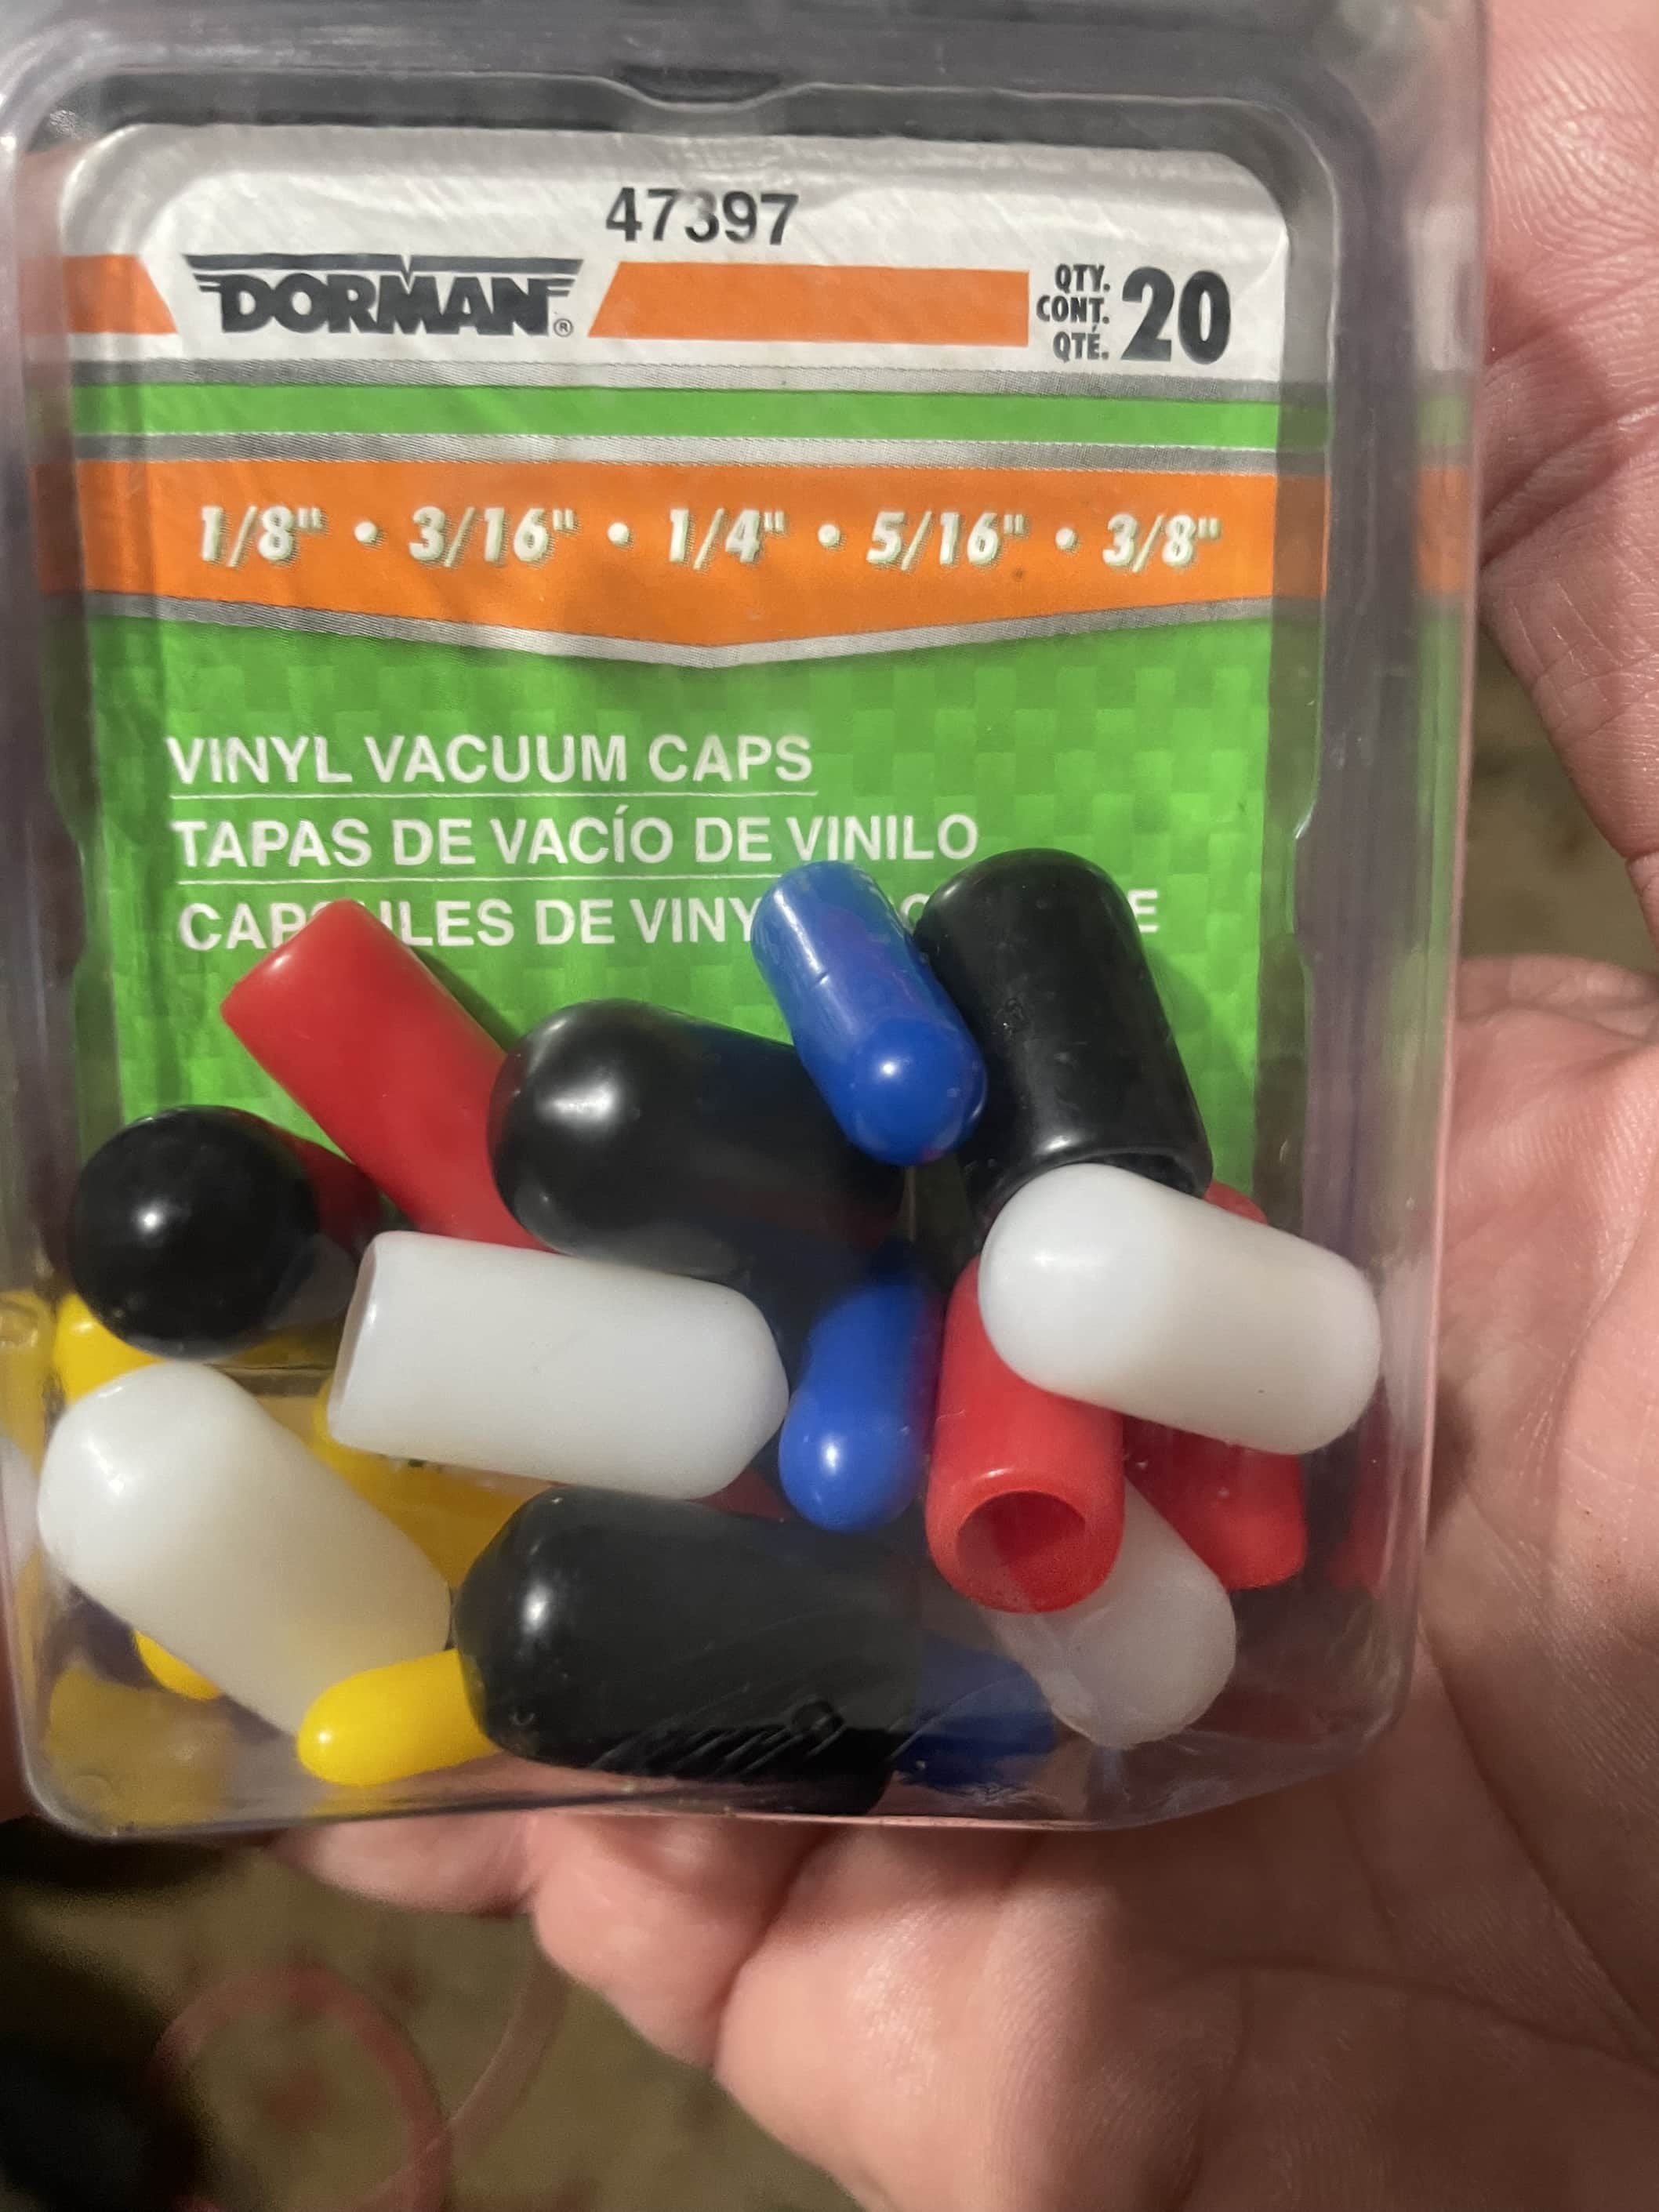 47397
DORMAN®
QTY.
CONT.
QTÉ.
20
1/8" • 3/16" • 1/4" • 5/16" • 3/8"
VINYL VACUUM CAPS
TAPAS DE VACÍO DE VINILO
DE